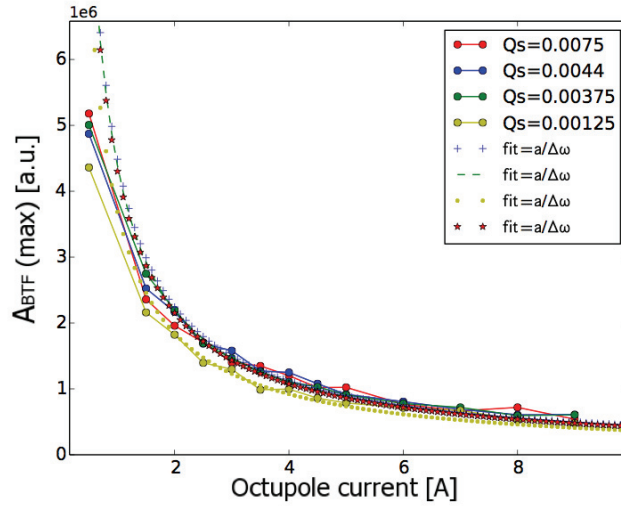 1e6
6
5
4
3
2
1
0
2
4
6
8
ABTF (max) [a.u.]
Octupole current [A]
Qs=0.0075
Qs=0.0044
Qs=0.00375
Qs=0.00125
fit=a/Δω
fit=a/Δω
fit=a/Δω
fit=a/Δω